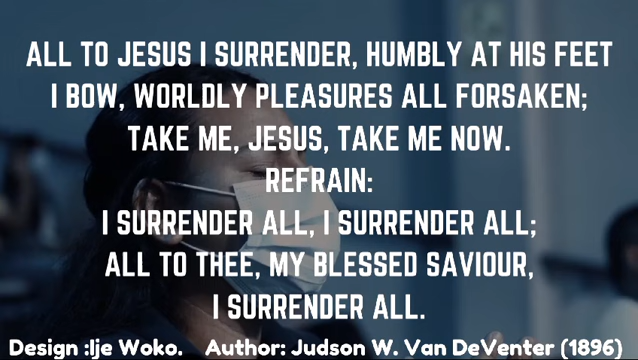 ALL TO JESUS I SURRENDER, HUMBLY AT HIS FEET
I BOW, WORLDLY PLEASURES ALL FORSAKEN;
TAKE ME, JESUS, TAKE ME NOW.
REFRAIN:
I SURRENDER ALL, I SURRENDER ALL;
ALL TO THEE, MY BLESSED SAVIOUR,
I SURRENDER ALL.
Design :Ije Woko. Author: Judson W. Van DeVenter (1896)